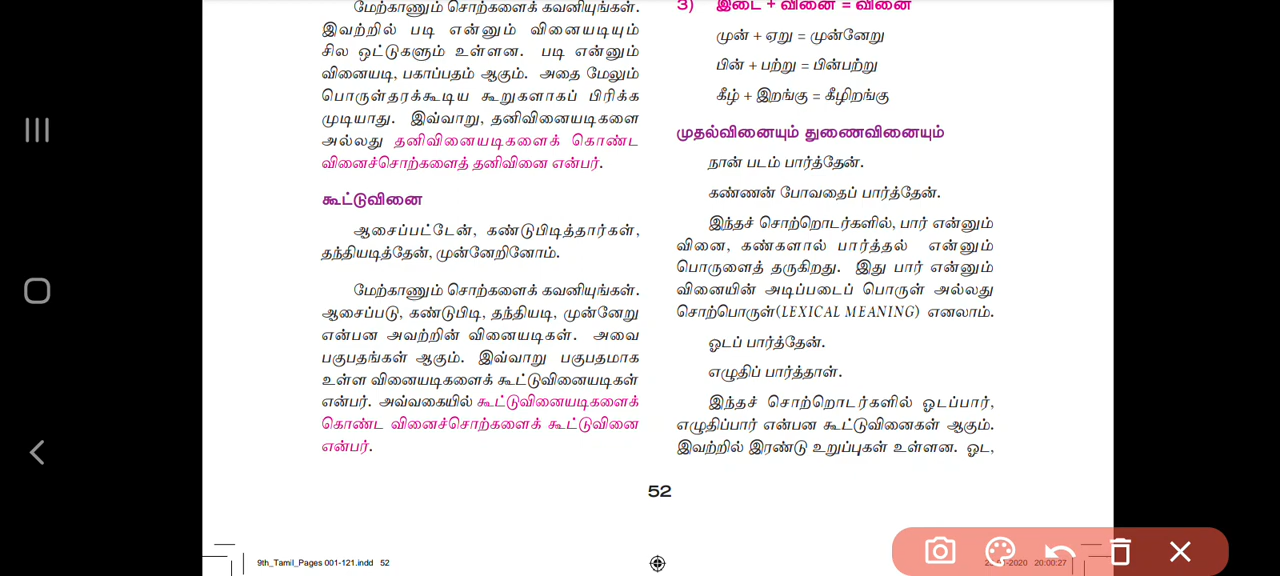 மேற்காணும் சொற்களைக் கவனியுங்கள்.
இவற்றில் படி என்னும் வினையடியும்
சில ஒட்டுகளும் உள்ளன. படி என்னும்
வினையடி, பகாப்பதம் ஆகும். அதை மேலும்
பொருள்தரக்கூடிய கூறுகளாகப் பிரிக்க
முடியாது. இவ்வாறு, தனிவினையடிகளை
அல்லது தனிவினையடிகளைக் கொண்ட
வினைச்சொற்களைத் தனிவினை என்பர்.
கூட்டுவினை
ஆசைப்பட்டேன், கண்டுபிடித்தார்கள்,
தந்தியடித்தேன், முன்னேறினோம்.
மேற்காணும் சொற்களைக் கவனியுங்கள்.
ஆசைப்படு, கண்டுபிடி, தந்தியடி, முன்னேறு
என்பன அவற்றின் வினையடிகள். அவை
பகுபதங்கள் ஆகும். இவ்வாறு பகுபதமாக
உள்ள வினையடிகளைக் கூட்டுவினையடிகள்
என்பர். அவ்வகையில் கூட்டுவினையடிகளைக்
கொண்ட வினைச்சொற்களைக் கூட்டுவினை
என்பர்.
3) இடை + வினை = வினை
முன் + ஏறு = முன்னேறு
பின் + பற்று = பின்பற்று
கீழ் + இறங்கு = கீழிறங்கு
முதல்வினையும் துணைவினையும்
நான் படம் பார்த்தேன்.
கண்ணன் போவதைப் பார்த்தேன்.
இந்தச் சொற்றொடர்களில், பார் என்னும்
வினை, கண்களால் பார்த்தல் என்னும்
பொருளைத் தருகிறது. இது பார் என்னும்
வினையின் அடிப்படைப் பொருள் அல்லது
சொற்பொருள்(LEXICAL MEANING) எனலாம்.
ஓடப் பார்த்தேன்.
எழுதிப் பார்த்தாள்.
இந்தச் சொற்றொடர்களில் ஓடப்பார்,
எழுதிப்பார் என்பன கூட்டுவினைகள் ஆகும்.
இவற்றில் இரண்டு உறுப்புகள் உள்ளன. ஓட,
52
9th_Tamil_Pages 001-121.indd 52
-2020 20:00:27